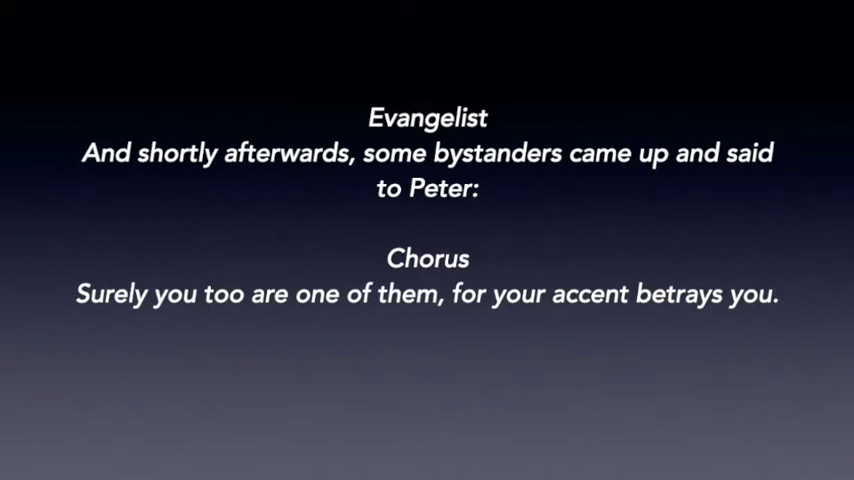 Evangelist
And shortly afterwards, some bystanders came up and said
to Peter:
Chorus
Surely you too are one of them, for your accent betrays you.